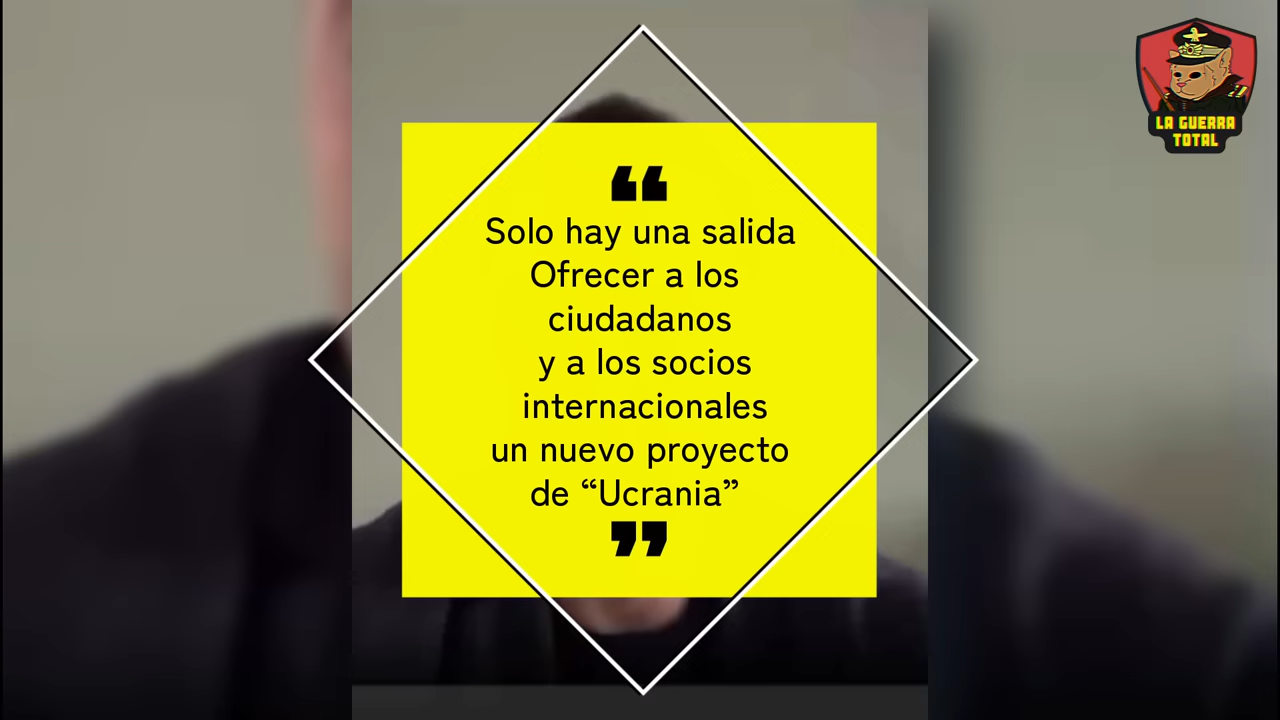 LA GUERRA
TOTAL
❝
Solo hay una salida
Ofrecer a los
ciudadanos
y a los socios
internacionales
un nuevo proyecto
de “Ucrania”
❞